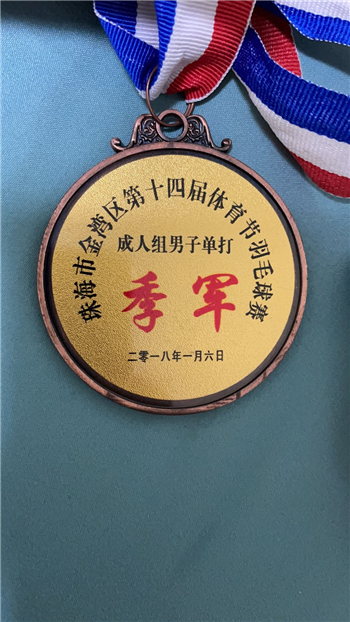 珠海市金湾区第十四届体育节羽毛球赛
成人组男子单打
季军
二零一八年一月六日